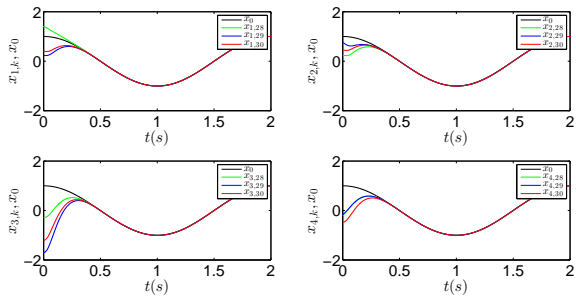 2
0
−2
0
0.5
1
1.5
2
x_{1,k}, x_0
t(s)
x_0
x_{1,28}
x_{1,29}
x_{1,30}
2
0
−2
0
0.5
1
1.5
2
x_{2,k}, x_0
t(s)
x_0
x_{2,28}
x_{2,29}
x_{2,30}
2
0
−2
0
0.5
1
1.5
2
x_{3,k}, x_0
t(s)
x_0
x_{3,28}
x_{3,29}
x_{3,30}
2
0
−2
0
0.5
1
1.5
2
x_{4,k}, x_0
t(s)
x_0
x_{4,28}
x_{4,29}
x_{4,30}